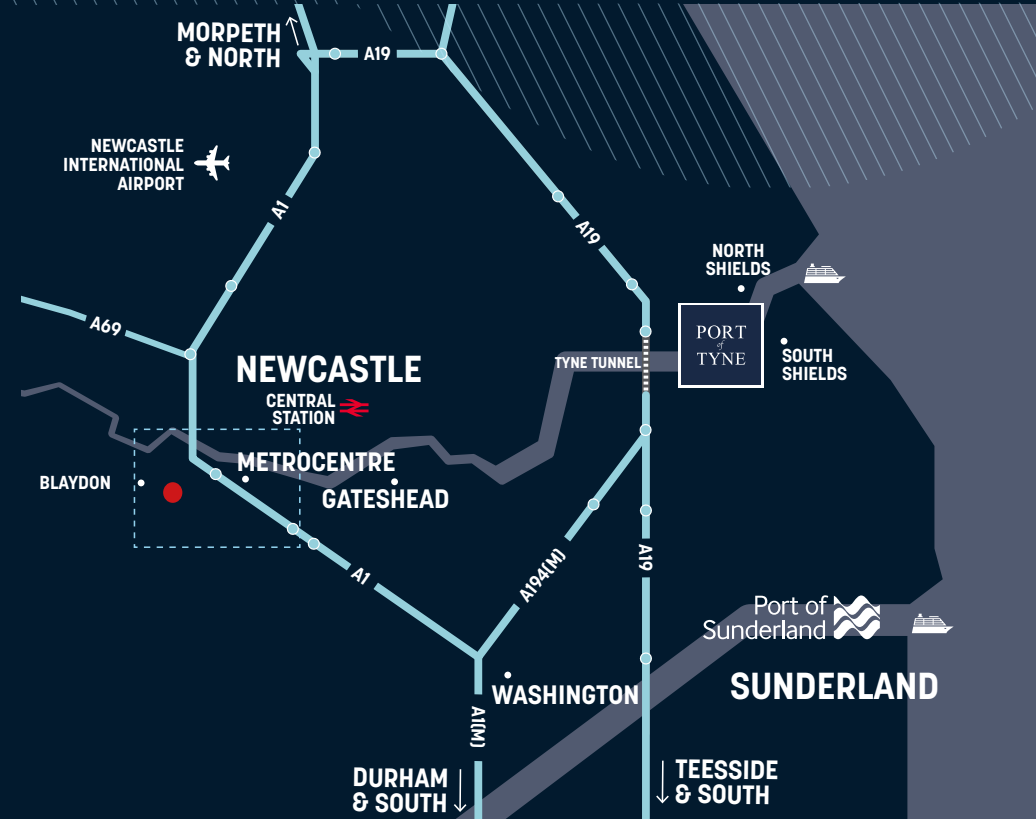 MORPETH
& NORTH
A19
NEWCASTLE
INTERNATIONAL
AIRPORT
A1
A19
NORTH
SHIELDS
A69
PORT
of
TYNE
TYNE TUNNEL
SOUTH
SHIELDS
NEWCASTLE
CENTRAL
STATION
METROCENTRE
BLAYDON
GATESHEAD
A1
A194(M)
A19
Port of
Sunderland
SUNDERLAND
WASHINGTON
A1(M)
DURHAM
& SOUTH
TEESSIDE
& SOUTH